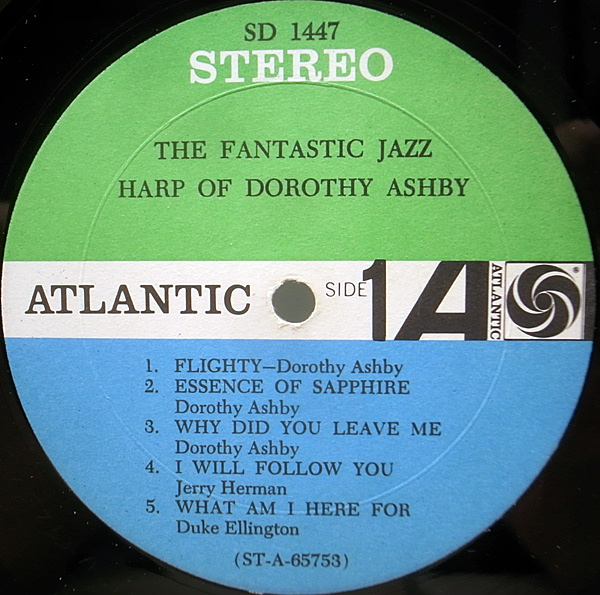 SD 1447
STEREO
THE FANTASTIC JAZZ
HARP OF DOROTHY ASHBY
ATLANTIC
SIDE 1
A
ATLANTIC
®
1. FLIGHTY—Dorothy Ashby
2. ESSENCE OF SAPPHIRE
Dorothy Ashby
3. WHY DID YOU LEAVE ME
Dorothy Ashby
4. I WILL FOLLOW YOU
Jerry Herman
5. WHAT AM I HERE FOR
Duke Ellington
(ST-A-65753)